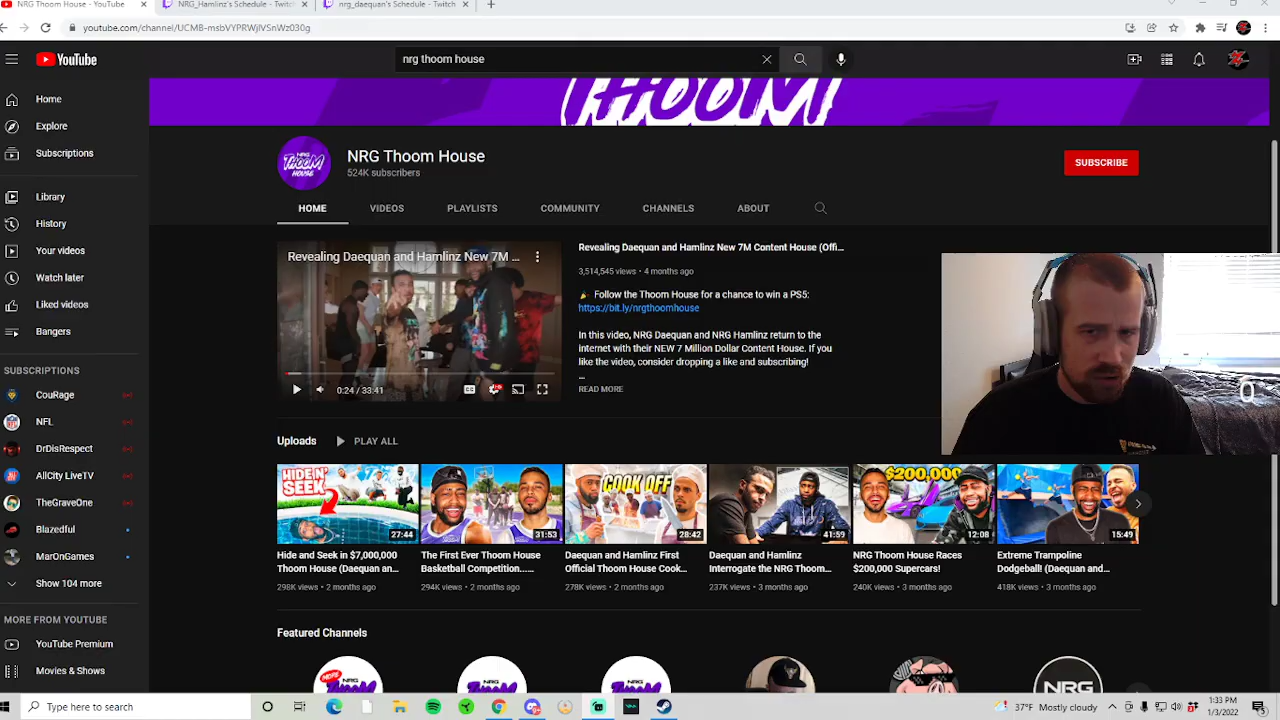 NRG Thoom House - YouTube
NRG_Hamlinz's Schedule - Twitch
nrg_daequan's Schedule - Twitch
youtube.com/channel/UCMB-msbVYPRWjIVSnWz030g
YouTube
nrg thoom house
THOOM
Home
Explore
Subscriptions
Library
History
Your videos
Watch later
Liked videos
Bangers
SUBSCRIPTIONS
CouRage
NFL
DrDisRespect
AllCity LiveTV
TheGraveOne
Blazedful
MarOnGames
Show 104 more
MORE FROM YOUTUBE
YouTube Premium
Movies & Shows
NRG THOOM HOUSE
NRG Thoom House
524K subscribers
SUBSCRIBE
HOME VIDEOS PLAYLISTS COMMUNITY CHANNELS ABOUT
Revealing Daequan and Hamlinz New 7M ...
0:24 / 33:41
Revealing Daequan and Hamlinz New 7M Content House (Offi...
3,514,545 views • 4 months ago
Follow the Thoom House for a chance to win a PS5:
https://bit.ly/nrgthoomhouse
In this video, NRG Daequan and NRG Hamlinz return to the
internet with their NEW 7 Million Dollar Content House. If you
like the video, consider dropping a like and subscribing!
...
READ MORE
Uploads PLAY ALL
HIDE N' SEEK
27:44
Hide and Seek in $7,000,000
Thoom House (Daequan an...
298K views • 2 months ago
31:53
The First Ever Thoom House
Basketball Competition.....
294K views • 2 months ago
COOK OFF
28:42
Daequan and Hamlinz First
Official Thoom House Cook...
278K views • 2 months ago
41:59
Daequan and Hamlinz
Interrogate the NRG Thoom...
237K views • 3 months ago
$200,000
12:08
NRG Thoom House Races
$200,000 Supercars!
240K views • 3 months ago
15:49
Extreme Trampoline
Dodgeball! (Daequan and...
418K views • 3 months ago
Featured Channels
MORE
NRG
0
Type here to search
37°F Mostly cloudy
1:33 PM
1/3/2022